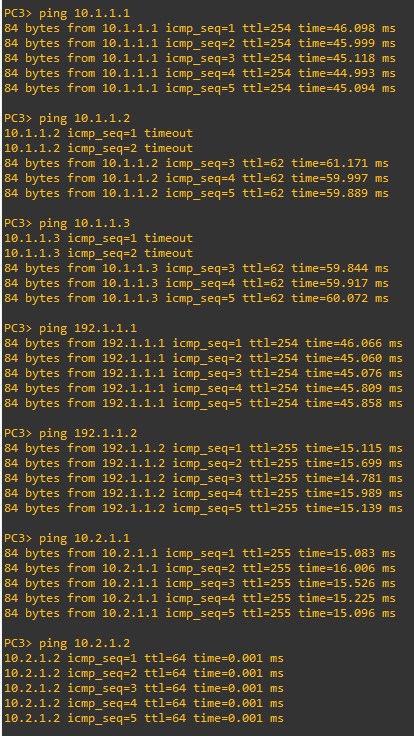 PC3> ping 10.1.1.1
84 bytes from 10.1.1.1 icmp_seq=1 ttl=254 time=46.098 ms
84 bytes from 10.1.1.1 icmp_seq=2 ttl=254 time=45.999 ms
84 bytes from 10.1.1.1 icmp_seq=3 ttl=254 time=45.118 ms
84 bytes from 10.1.1.1 icmp_seq=4 ttl=254 time=44.993 ms
84 bytes from 10.1.1.1 icmp_seq=5 ttl=254 time=45.094 ms
PC3> ping 10.1.1.2
10.1.1.2 icmp_seq=1 timeout
10.1.1.2 icmp_seq=2 timeout
84 bytes from 10.1.1.2 icmp_seq=3 ttl=62 time=61.171 ms
84 bytes from 10.1.1.2 icmp_seq=4 ttl=62 time=59.997 ms
84 bytes from 10.1.1.2 icmp_seq=5 ttl=62 time=59.889 ms
PC3> ping 10.1.1.3
10.1.1.3 icmp_seq=1 timeout
10.1.1.3 icmp_seq=2 timeout
84 bytes from 10.1.1.3 icmp_seq=3 ttl=62 time=59.844 ms
84 bytes from 10.1.1.3 icmp_seq=4 ttl=62 time=59.917 ms
84 bytes from 10.1.1.3 icmp_seq=5 ttl=62 time=60.072 ms
PC3> ping 192.1.1.1
84 bytes from 192.1.1.1 icmp_seq=1 ttl=254 time=46.066 ms
84 bytes from 192.1.1.1 icmp_seq=2 ttl=254 time=45.060 ms
84 bytes from 192.1.1.1 icmp_seq=3 ttl=254 time=45.076 ms
84 bytes from 192.1.1.1 icmp_seq=4 ttl=254 time=45.809 ms
84 bytes from 192.1.1.1 icmp_seq=5 ttl=254 time=45.858 ms
PC3> ping 192.1.1.2
84 bytes from 192.1.1.2 icmp_seq=1 ttl=255 time=15.115 ms
84 bytes from 192.1.1.2 icmp_seq=2 ttl=255 time=15.699 ms
84 bytes from 192.1.1.2 icmp_seq=3 ttl=255 time=14.781 ms
84 bytes from 192.1.1.2 icmp_seq=4 ttl=255 time=15.989 ms
84 bytes from 192.1.1.2 icmp_seq=5 ttl=255 time=15.139 ms
PC3> ping 10.2.1.1
84 bytes from 10.2.1.1 icmp_seq=1 ttl=255 time=15.083 ms
84 bytes from 10.2.1.1 icmp_seq=2 ttl=255 time=16.006 ms
84 bytes from 10.2.1.1 icmp_seq=3 ttl=255 time=15.526 ms
84 bytes from 10.2.1.1 icmp_seq=4 ttl=255 time=15.225 ms
84 bytes from 10.2.1.1 icmp_seq=5 ttl=255 time=15.096 ms
PC3> ping 10.2.1.2
10.2.1.2 icmp_seq=1 ttl=64 time=0.001 ms
10.2.1.2 icmp_seq=2 ttl=64 time=0.001 ms
10.2.1.2 icmp_seq=3 ttl=64 time=0.001 ms
10.2.1.2 icmp_seq=4 ttl=64 time=0.001 ms
10.2.1.2 icmp_seq=5 ttl=64 time=0.001 ms